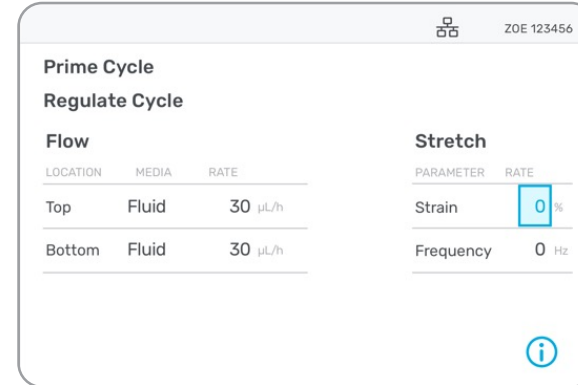 ZOE 123456
Prime Cycle
Regulate Cycle
Flow
LOCATION MEDIA RATE
Top Fluid 30 µL/h
Bottom Fluid 30 µL/h
Stretch
PARAMETER RATE
Strain 0 %
Frequency 0 Hz